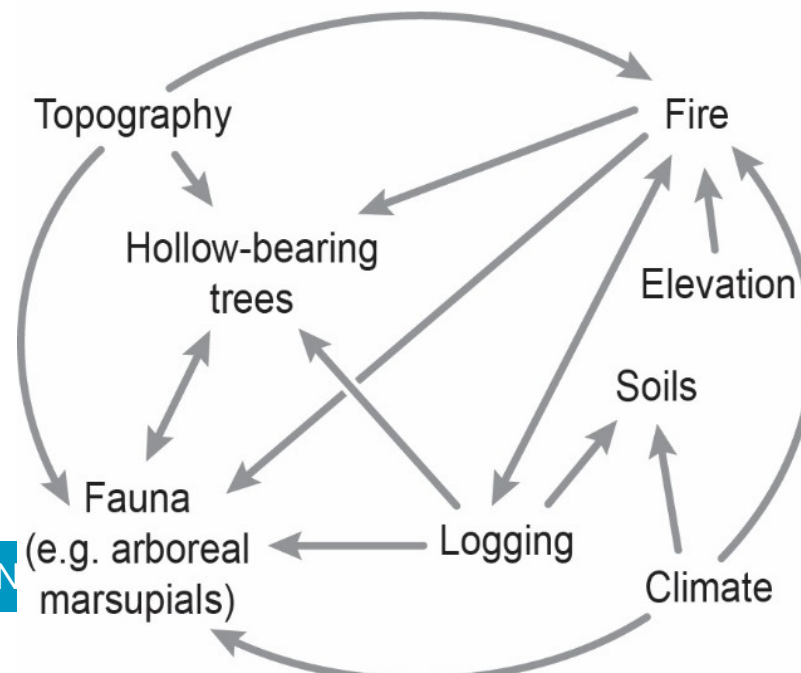 Topography
Fire
Hollow-bearing
trees
Elevation
Soils
Fauna
(e.g. arboreal
marsupials)
Logging
Climate
N